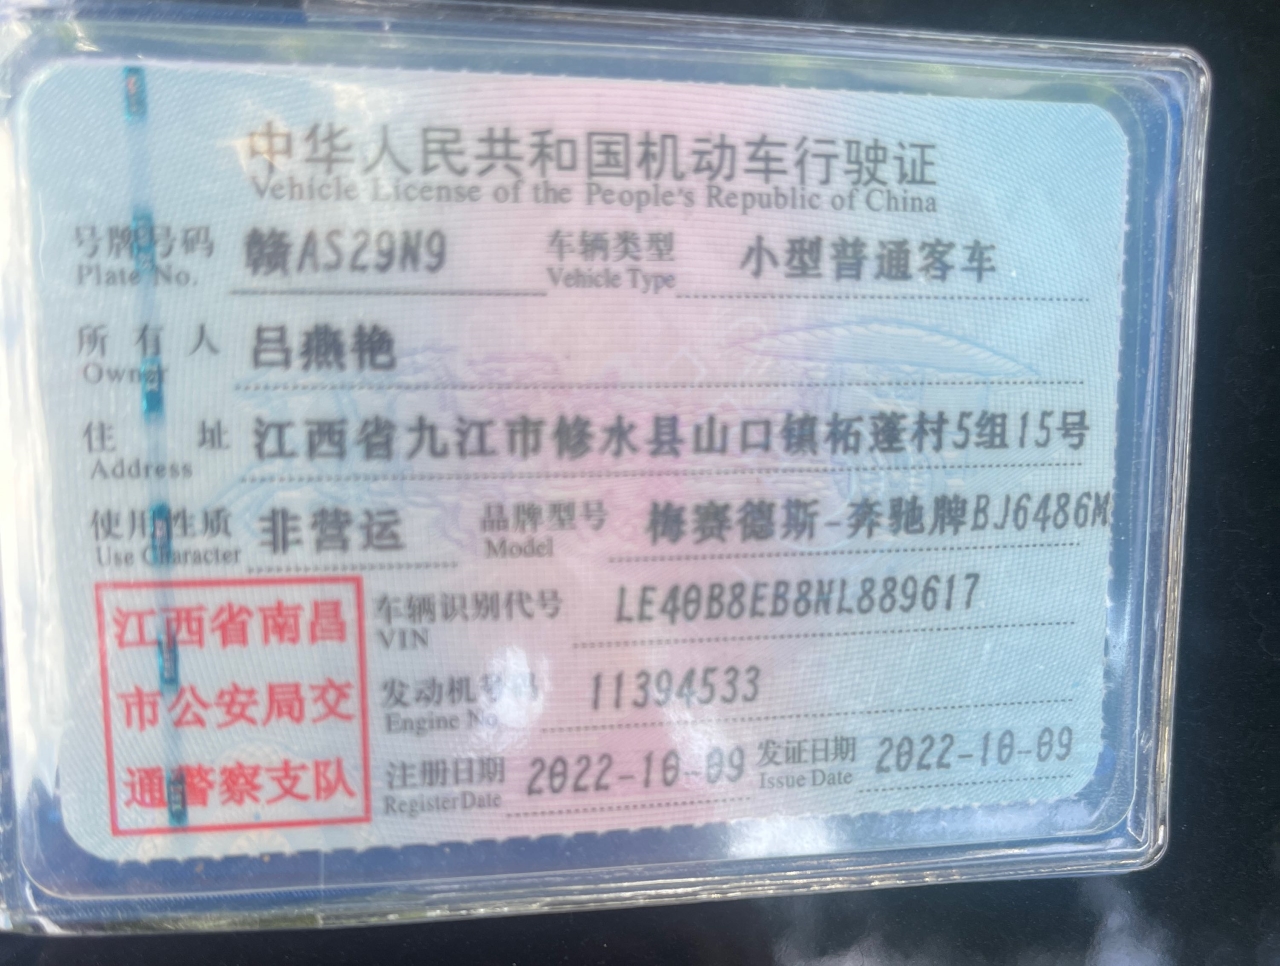 中华人民共和国机动车行驶证
Vehicle License of the People's Republic of China
号牌号码 赣AS29N9 车辆类型 小型普通客车
Plate No. Vehicle Type
所有人 吕燕艳
Owner
住址 江西省九江市修水县山口镇柘蓬村5组15号
Address
使用性质 非营运 品牌型号 梅赛德斯-奔驰牌BJ6486M
Use Character Model
江西省南昌
市公安局交
通警察支队
车辆识别代号 LE40B8EB8NL889617
VIN
发动机号码 11394533
Engine No.
注册日期 2022-10-09 发证日期 2022-10-09
Register Date Issue Date